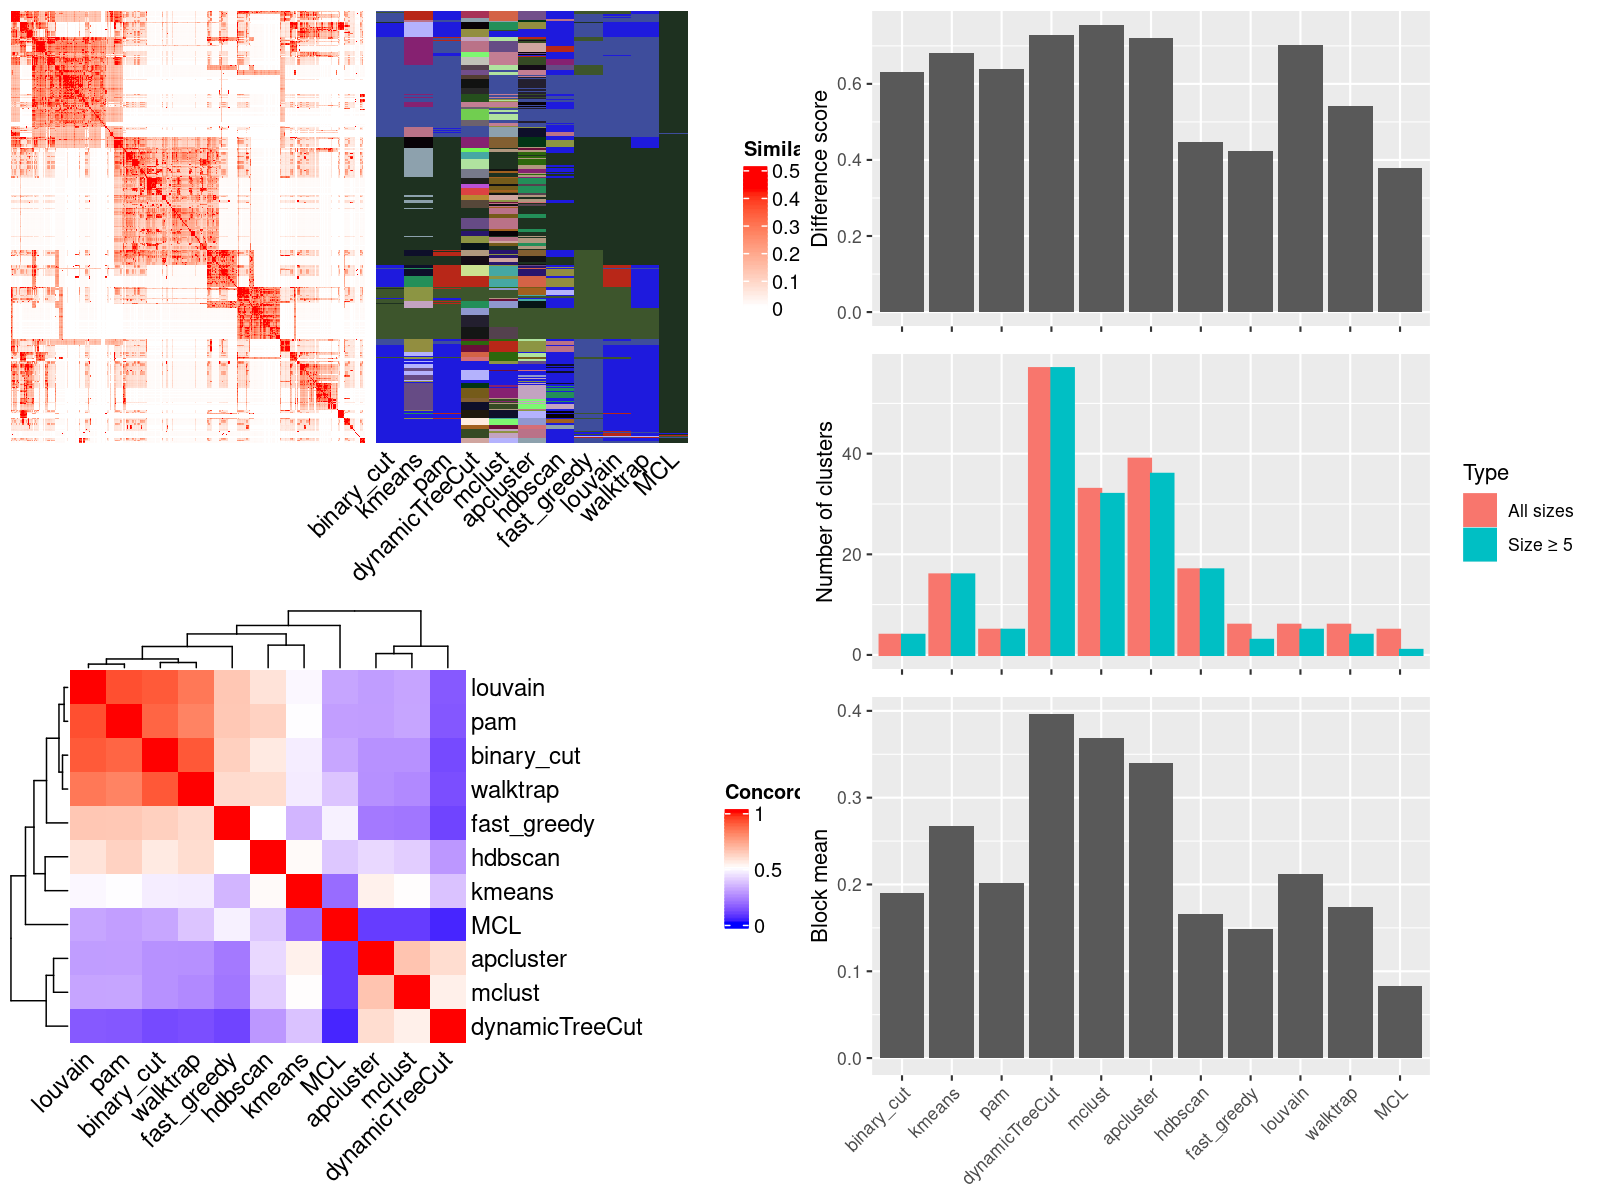 Simila
0.5
0.4
0.3
0.2
0.1
0
binary_cut
kmeans
pam
dynamicTreeCut
mclust
apcluster
hdbscan
fast_greedy
louvain
walktrap
MCL
louvain
pam
binary_cut
walktrap
fast_greedy
hdbscan
kmeans
MCL
apcluster
mclust
dynamicTreeCut
louvain
pam
binary_cut
walktrap
fast_greedy
hdbscan
kmeans
MCL
apcluster
mclust
dynamicTreeCut
Concor
1
0.5
0
Difference score
0.6
0.4
0.2
0.0
Number of clusters
40
20
0
Type
All sizes
Size ≥ 5
Block mean
0.4
0.3
0.2
0.1
0.0
binary_cut
kmeans
pam
dynamicTreeCut
mclust
apcluster
hdbscan
fast_greedy
louvain
walktrap
MCL